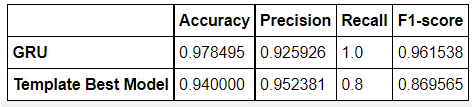 Accuracy Precision Recall F1-score
GRU 0.978495 0.925926 1.0 0.961538
Template Best Model 0.940000 0.952381 0.8 0.869565